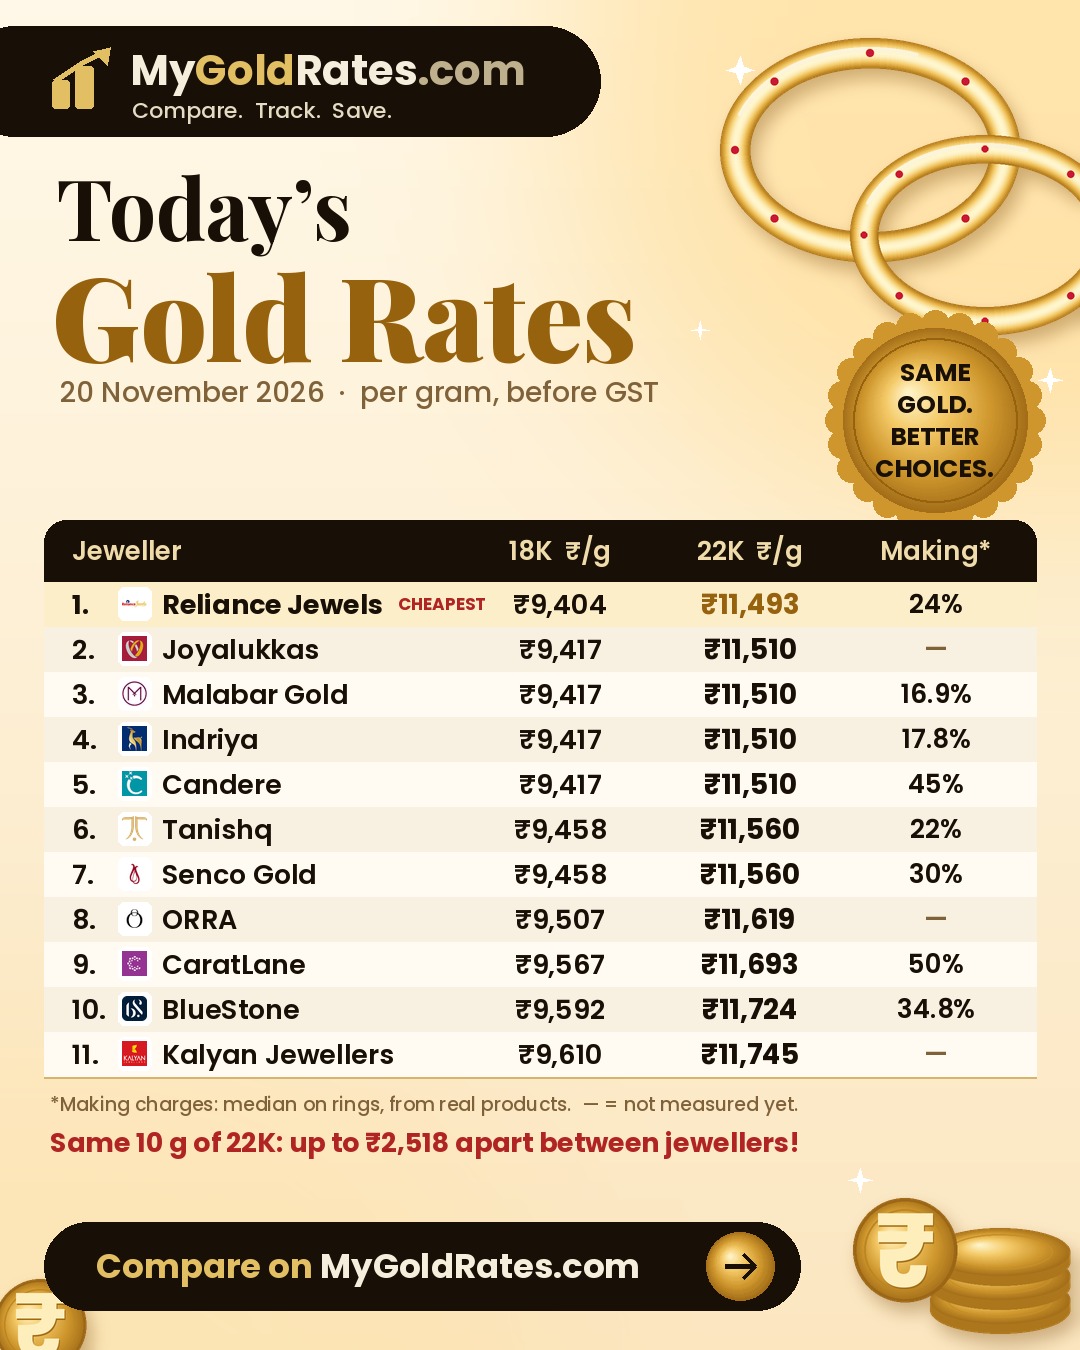 MyGoldRates.com
Compare. Track. Save.
Today's
Gold Rates
20 November 2026 · per gram, before GST
SAME
GOLD.
BETTER
CHOICES.
Jeweller 18K ₹/g 22K ₹/g Making*
1. Reliance Jewels CHEAPEST ₹9,404 ₹11,493 24%
2. Joyalukkas ₹9,417 ₹11,510 —
3. Malabar Gold ₹9,417 ₹11,510 16.9%
4. Indriya ₹9,417 ₹11,510 17.8%
5. Candere ₹9,417 ₹11,510 45%
6. Tanishq ₹9,458 ₹11,560 22%
7. Senco Gold ₹9,458 ₹11,560 30%
8. ORRA ₹9,507 ₹11,619 —
9. CaratLane ₹9,567 ₹11,693 50%
10. BlueStone ₹9,592 ₹11,724 34.8%
11. KALYAN Kalyan Jewellers ₹9,610 ₹11,745 —
*Making charges: median on rings, from real products. — = not measured yet.
Same 10 g of 22K: up to ₹2,518 apart between jewellers!
Compare on MyGoldRates.com
₹
₹